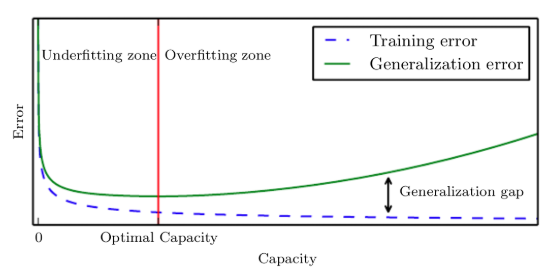 Training error
Generalization error
Underfitting zone
Overfitting zone
Error
Generalization gap
0
Optimal Capacity
Capacity